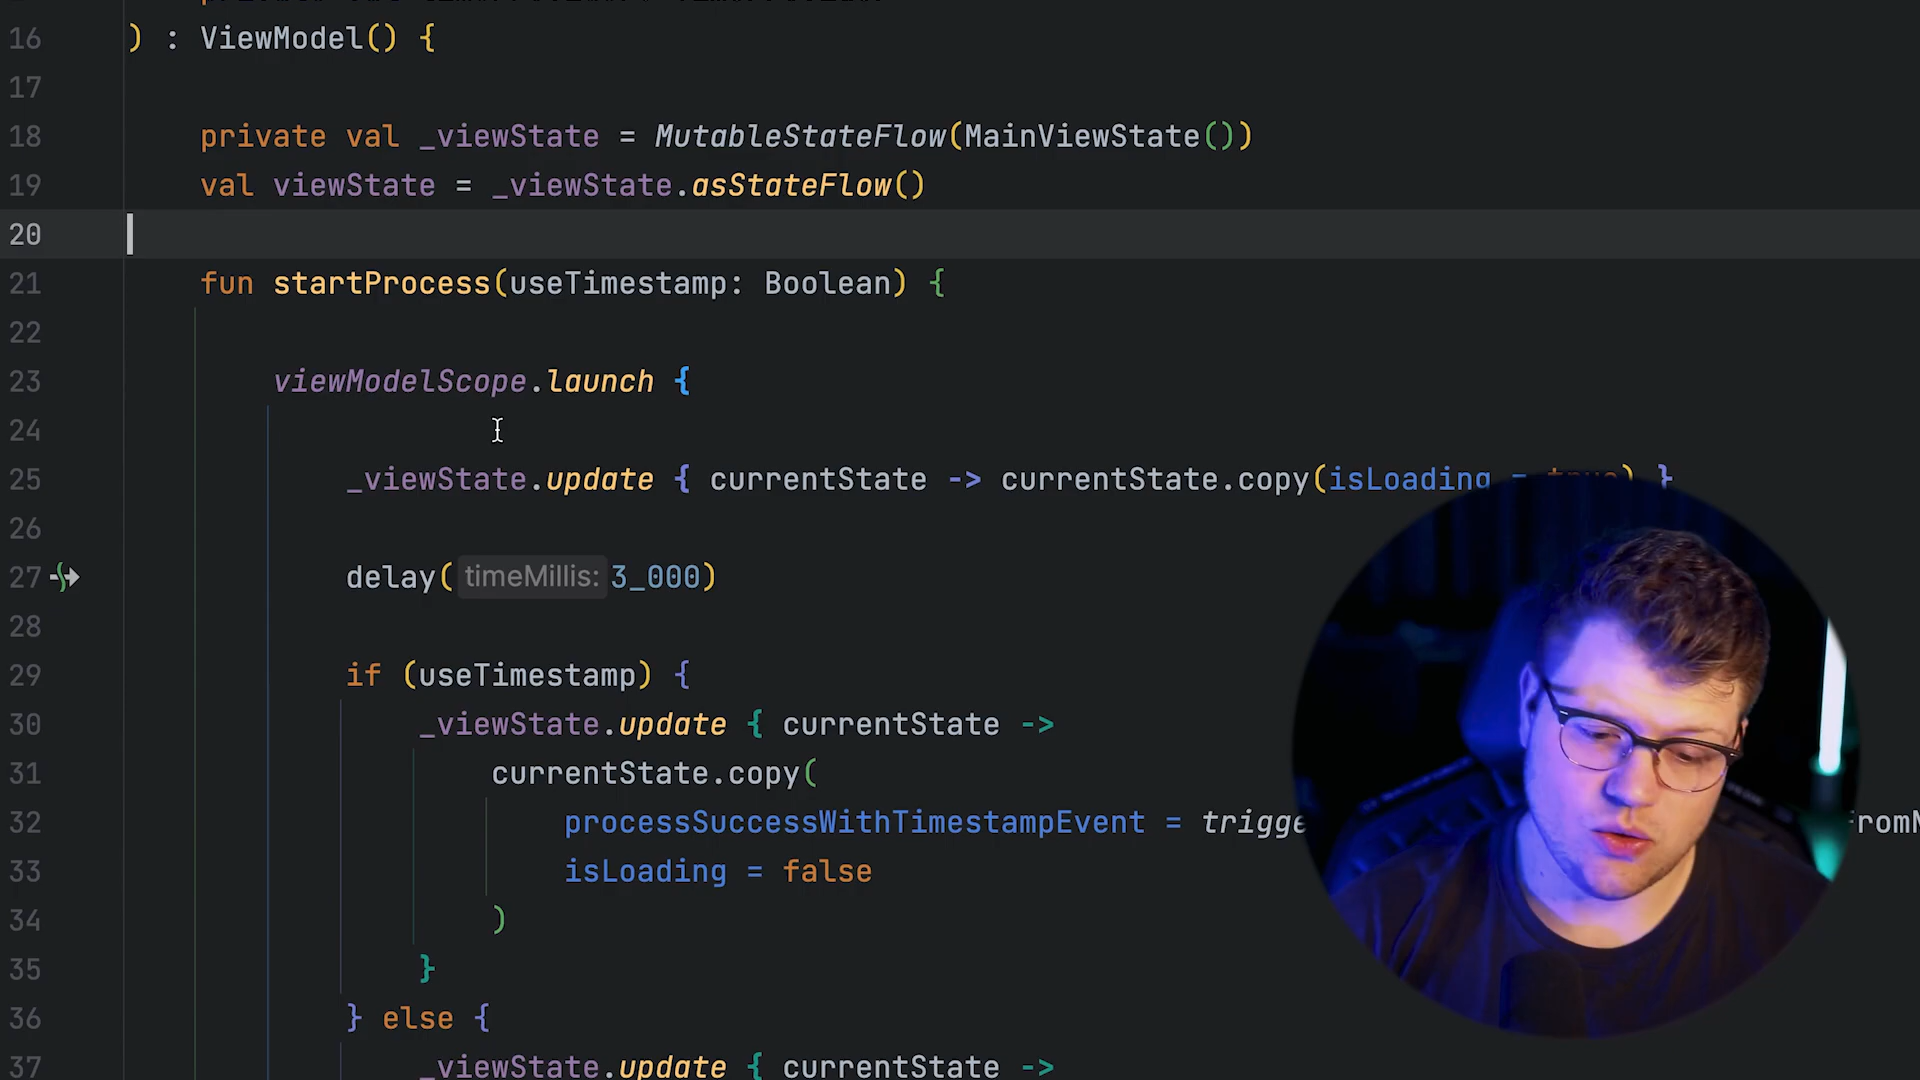 16 ) : ViewModel() {
17
18 private val _viewState = MutableStateFlow(MainViewState())
19 val viewState = _viewState.asStateFlow()
20
21 fun startProcess(useTimestamp: Boolean) {
22
23 viewModelScope.launch {
24
25 _viewState.update { currentState -> currentState.copy(isLoading = true) }
26
27 delay( timeMillis: 3_000)
28
29 if (useTimestamp) {
30 _viewState.update { currentState ->
31 currentState.copy(
32 processSuccessWithTimestampEvent =
33 isLoading = false
34 )
35 }
36 } else {
37 _viewState.update { currentState ->